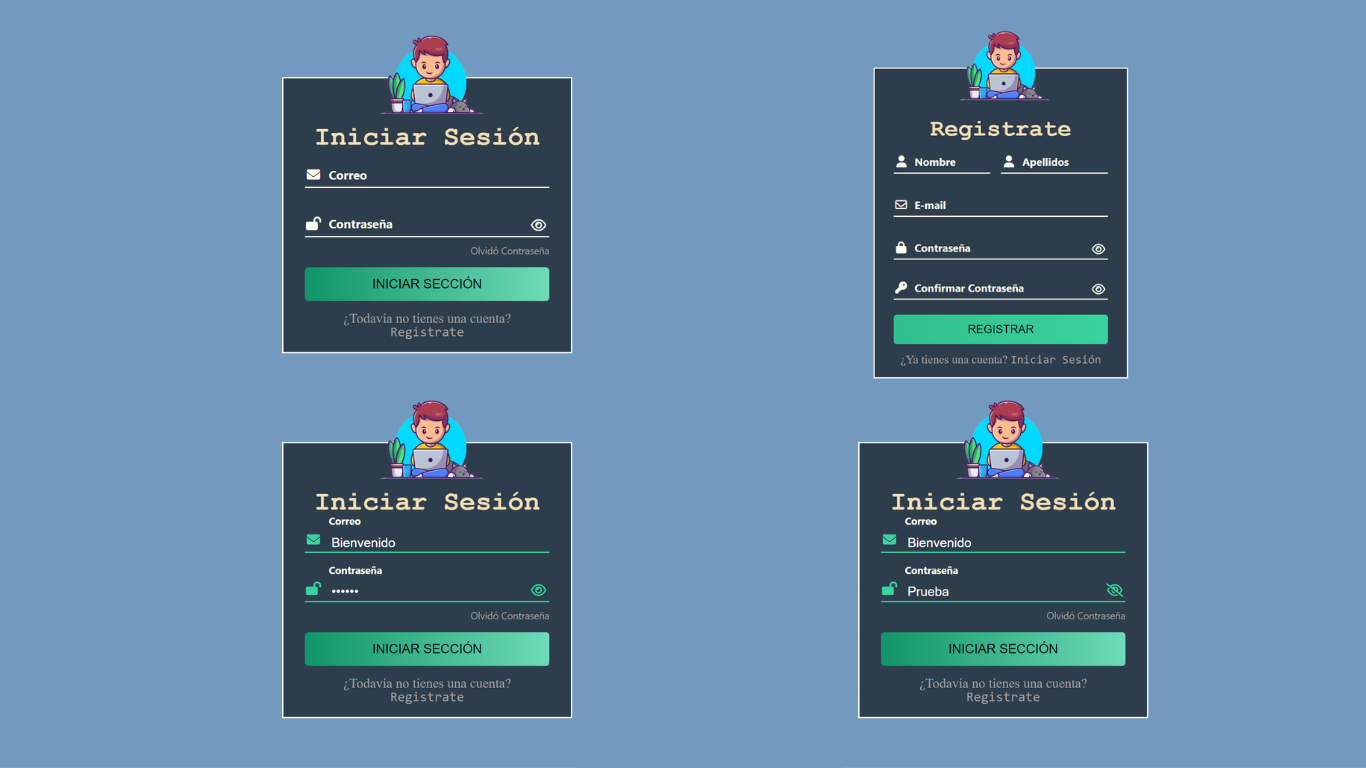 Iniciar Sesión
Correo
Contraseña
Olvidó Contraseña
INICIAR SECCIÓN
¿Todavía no tienes una cuenta?
Registrate
Registrate
Nombre Apellidos
E-mail
Contraseña
Confirmar Contraseña
REGISTRAR
¿Ya tienes una cuenta? Iniciar Sesión
Iniciar Sesión
Correo
Bienvenido
Contraseña
••••••
Olvidó Contraseña
INICIAR SECCIÓN
¿Todavía no tienes una cuenta?
Registrate
Iniciar Sesión
Correo
Bienvenido
Contraseña
Prueba
Olvidó Contraseña
INICIAR SECCIÓN
¿Todavía no tienes una cuenta?
Registrate